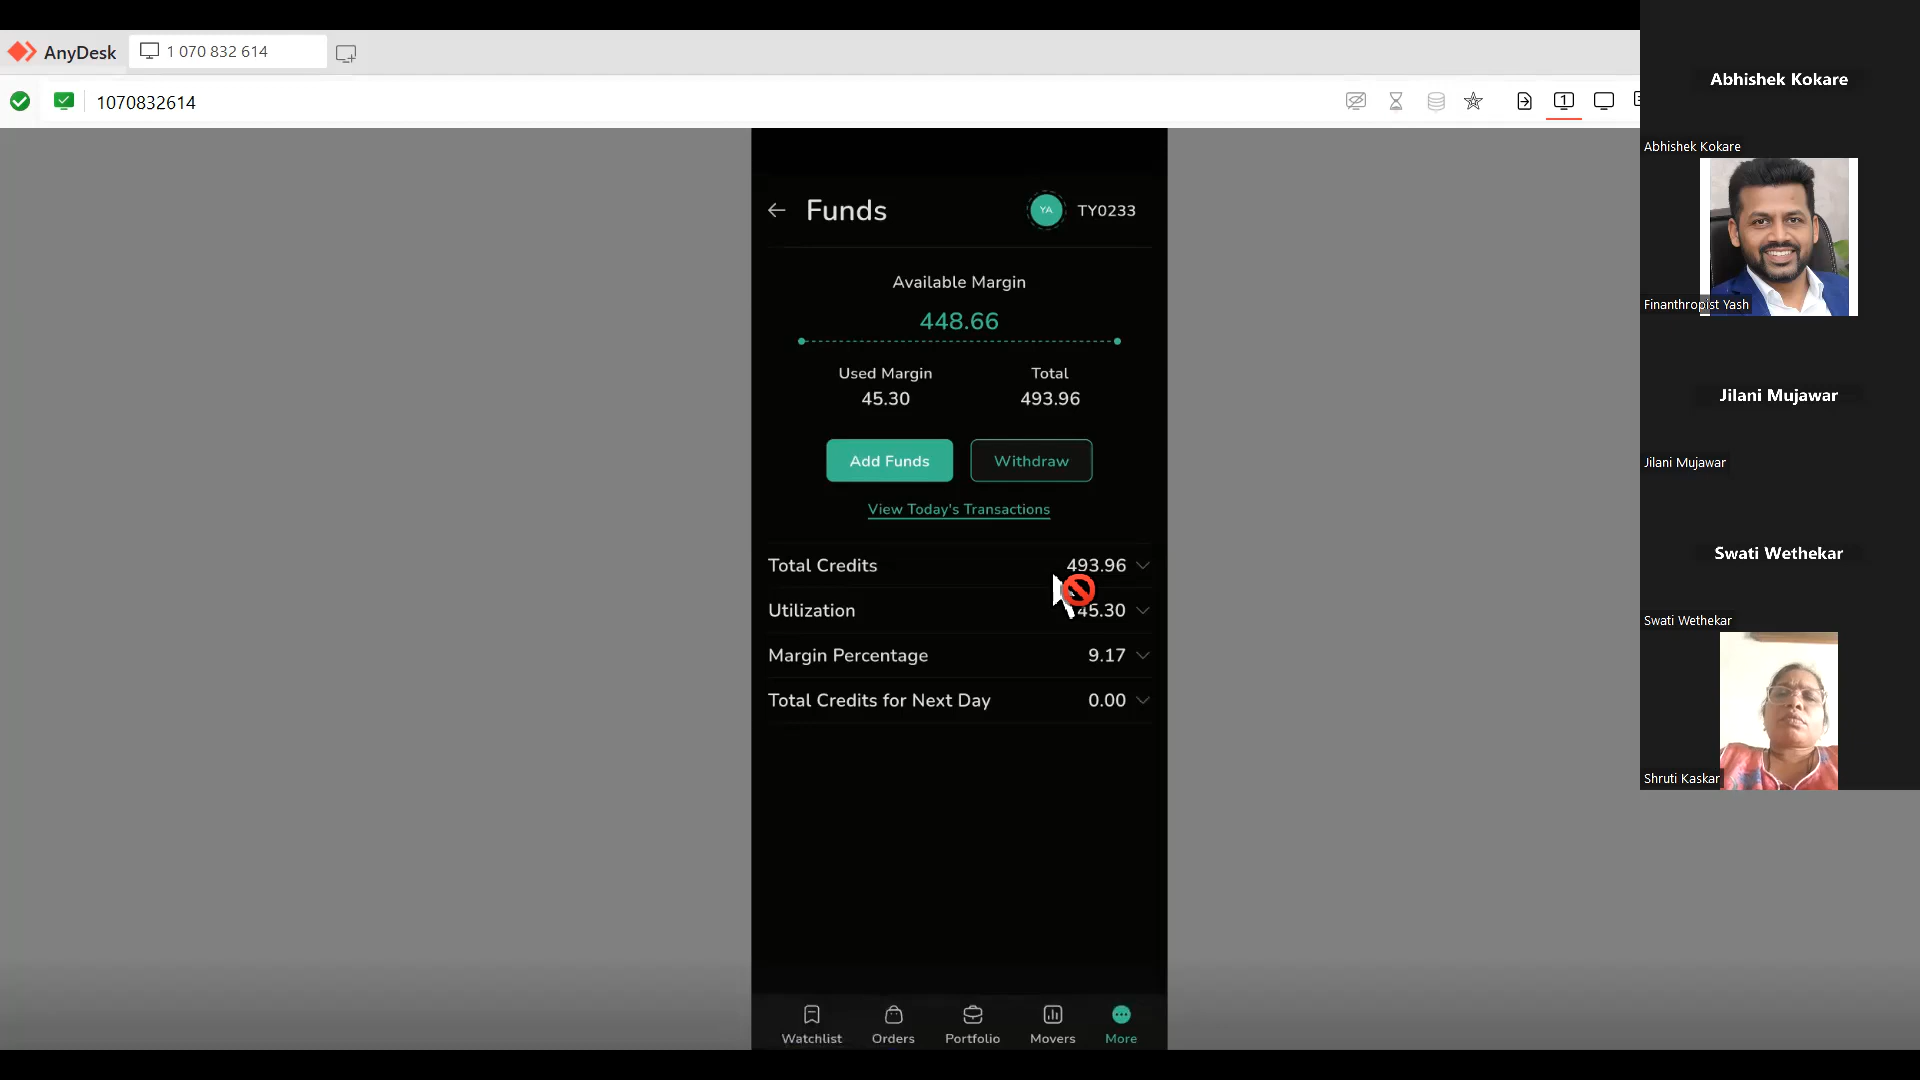 AnyDesk
1 070 832 614
1070832614
1
Funds
YA
TY0233
Available Margin
448.66
Used Margin
Total
45.30
493.96
Add Funds
Withdraw
View Today's Transactions
Total Credits
493.96
Utilization
45.30
Margin Percentage
9.17
Total Credits for Next Day
0.00
Watchlist
Orders
Portfolio
Movers
More
Abhishek Kokare
Abhishek Kokare
Finanthropist Yash
Jilani Mujawar
Jilani Mujawar
Swati Wethekar
Swati Wethekar
Shruti Kaskar